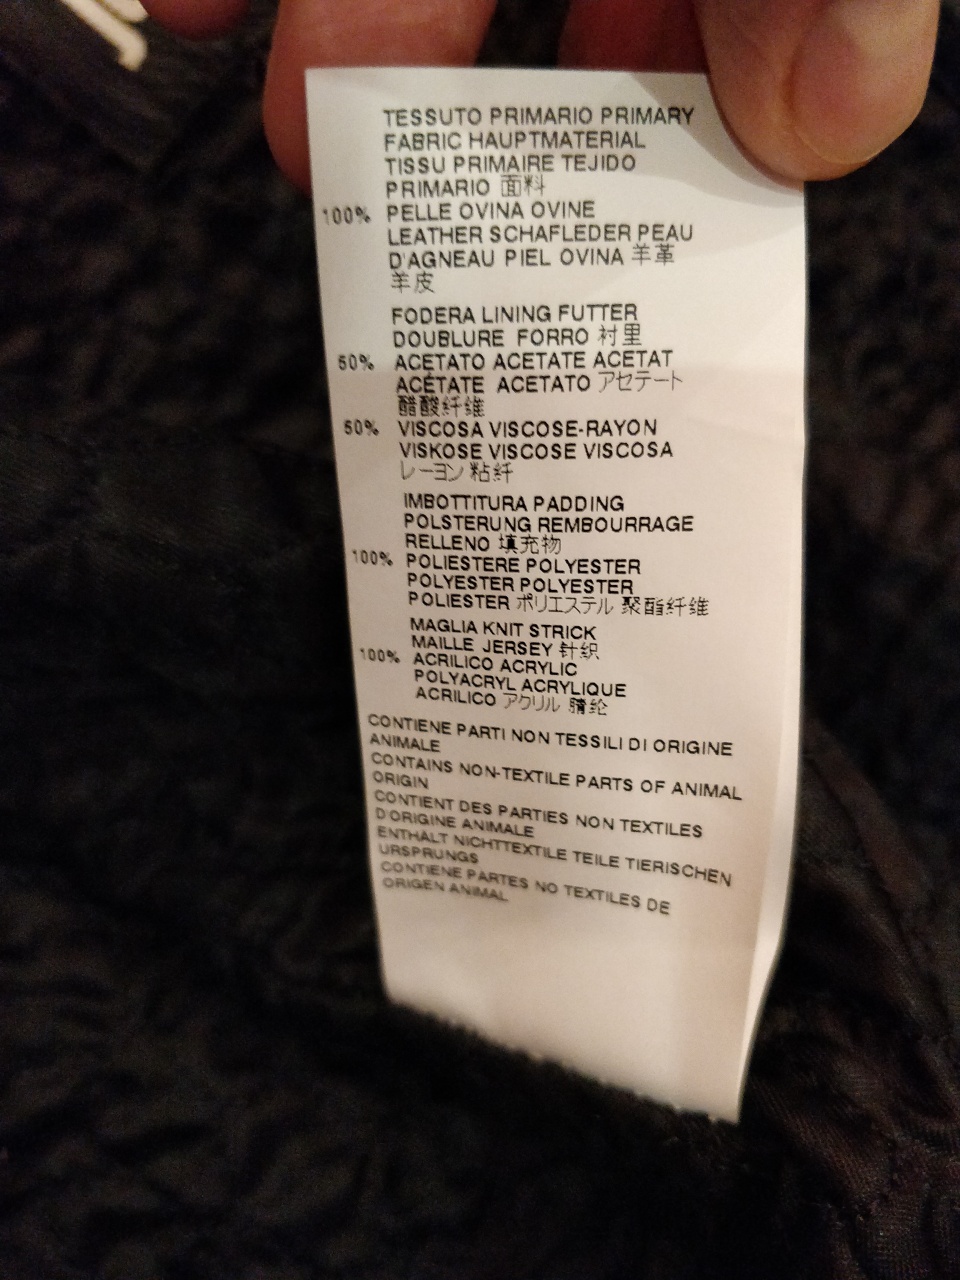 TESSUTO PRIMARIO PRIMARY
FABRIC HAUPTMATERIAL
TISSU PRIMAIRE TEJIDO
PRIMARIO 面料
100% PELLE OVINA OVINE
LEATHER SCHAFLEDER PEAU
D'AGNEAU PIEL OVINA 羊革
羊皮
FODERA LINING FUTTER
DOUBLURE FORRO 衬里
50% ACETATO ACETATE ACETAT
ACÉTATE ACETATO アセテート
醋酸纤维
50% VISCOSA VISCOSE-RAYON
VISKOSE VISCOSE VISCOSA
レーヨン 粘纤
IMBOTTITURA PADDING
POLSTERUNG REMBOURRAGE
RELLENO 填充物
100% POLIESTERE POLYESTER
POLYESTER POLYESTER
POLIESTER ポリエステル 聚酯纤维
MAGLIA KNIT STRICK
MAILLE JERSEY 针织
100% ACRILICO ACRYLIC
POLYACRYL ACRYLIQUE
ACRILICO アクリル 腈纶
CONTIENE PARTI NON TESSILI DI ORIGINE
ANIMALE
CONTAINS NON-TEXTILE PARTS OF ANIMAL
ORIGIN
CONTIENT DES PARTIES NON TEXTILES
D'ORIGINE ANIMALE
ENTHÄLT NICHTTEXTILE TEILE TIERISCHEN
URSPRUNGS
CONTIENE PARTES NO TEXTILES DE
ORIGEN ANIMAL